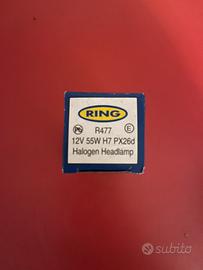 RING
R477
E
12V 55W H7 PX26d
Halogen Headlamp
subito